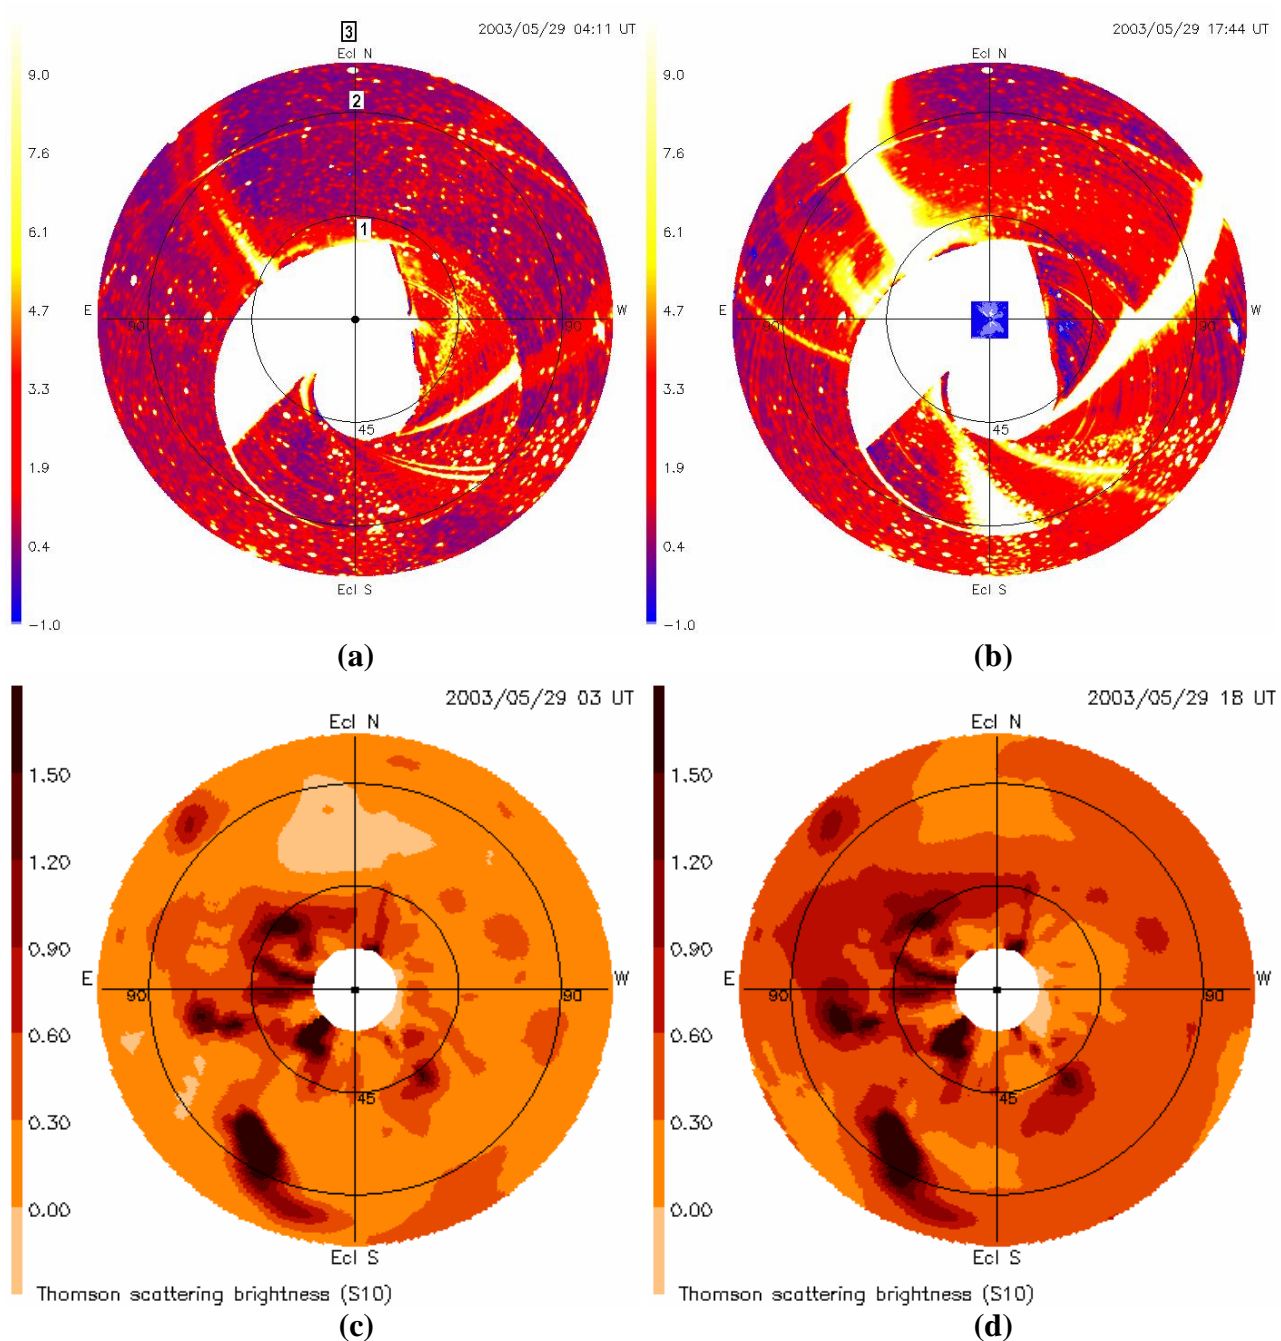 3
2003/05/29 04:11 UT
Ecl N
9.0
2
7.6
6.1
1
4.7
E
90
90
W
3.3
45
1.9
0.4
Ecl S
−1.0
(a)
2003/05/29 17:44 UT
Ecl N
9.0
7.6
6.1
4.7
E
90
90
W
3.3
45
1.9
0.4
Ecl S
−1.0
(b)
2003/05/29 03 UT
Ecl N
1.50
1.20
0.90
E
90
90
W
0.60
45
0.30
0.00
Ecl S
Thomson scattering brightness (S10)
(c)
2003/05/29 18 UT
Ecl N
1.50
1.20
0.90
E
90
90
W
0.60
45
0.30
0.00
Ecl S
Thomson scattering brightness (S10)
(d)